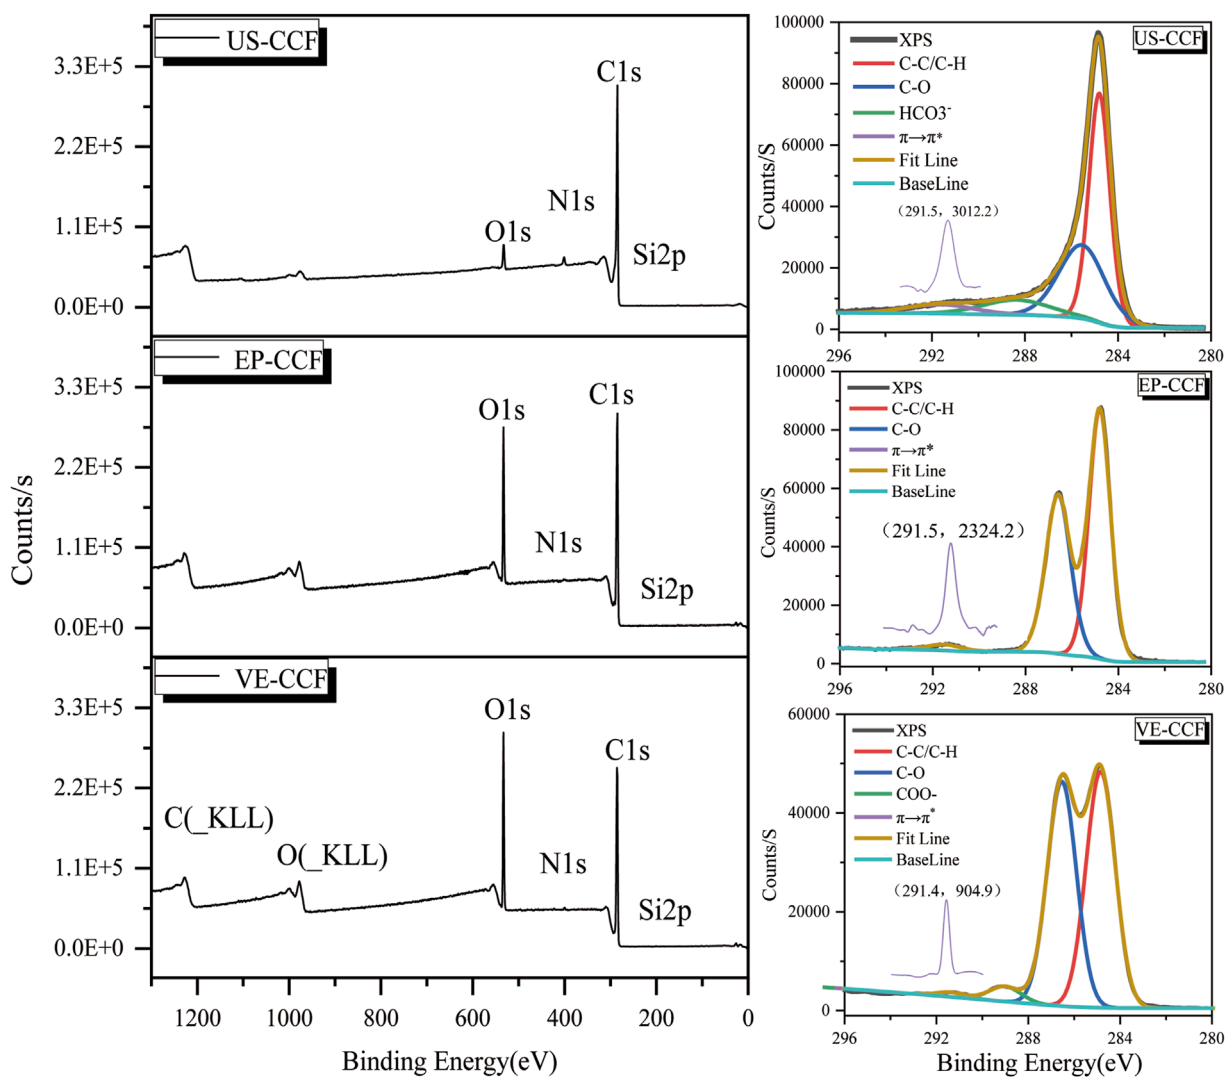 US-CCF
C1s
N1s
O1s
Si2p
3.3E+5
2.2E+5
1.1E+5
0.0E+0
EP-CCF
C1s
O1s
N1s
Si2p
3.3E+5
2.2E+5
1.1E+5
0.0E+0
VE-CCF
O1s
C1s
C(_KLL)
O(_KLL)
N1s
Si2p
3.3E+5
2.2E+5
1.1E+5
0.0E+0
Counts/s
1200 1000 800 600 400 200 0
Binding Energy(eV)
US-CCF
XPS
C-C/C-H
C-O
HCO3⁻
π→π*
Fit Line
BaseLine
（291.5，3012.2）
100000
80000
60000
40000
20000
0
Counts/S
296 292 288 284 280
EP-CCF
XPS
C-C/C-H
C-O
π→π*
Fit Line
BaseLine
（291.5，2324.2）
100000
80000
60000
40000
20000
0
Counts/S
296 292 288 284 280
VE-CCF
XPS
C-C/C-H
C-O
COO-
π→π*
Fit Line
BaseLine
（291.4，904.9）
60000
40000
20000
0
Counts/S
296 292 288 284 280
Binding Energy(eV)